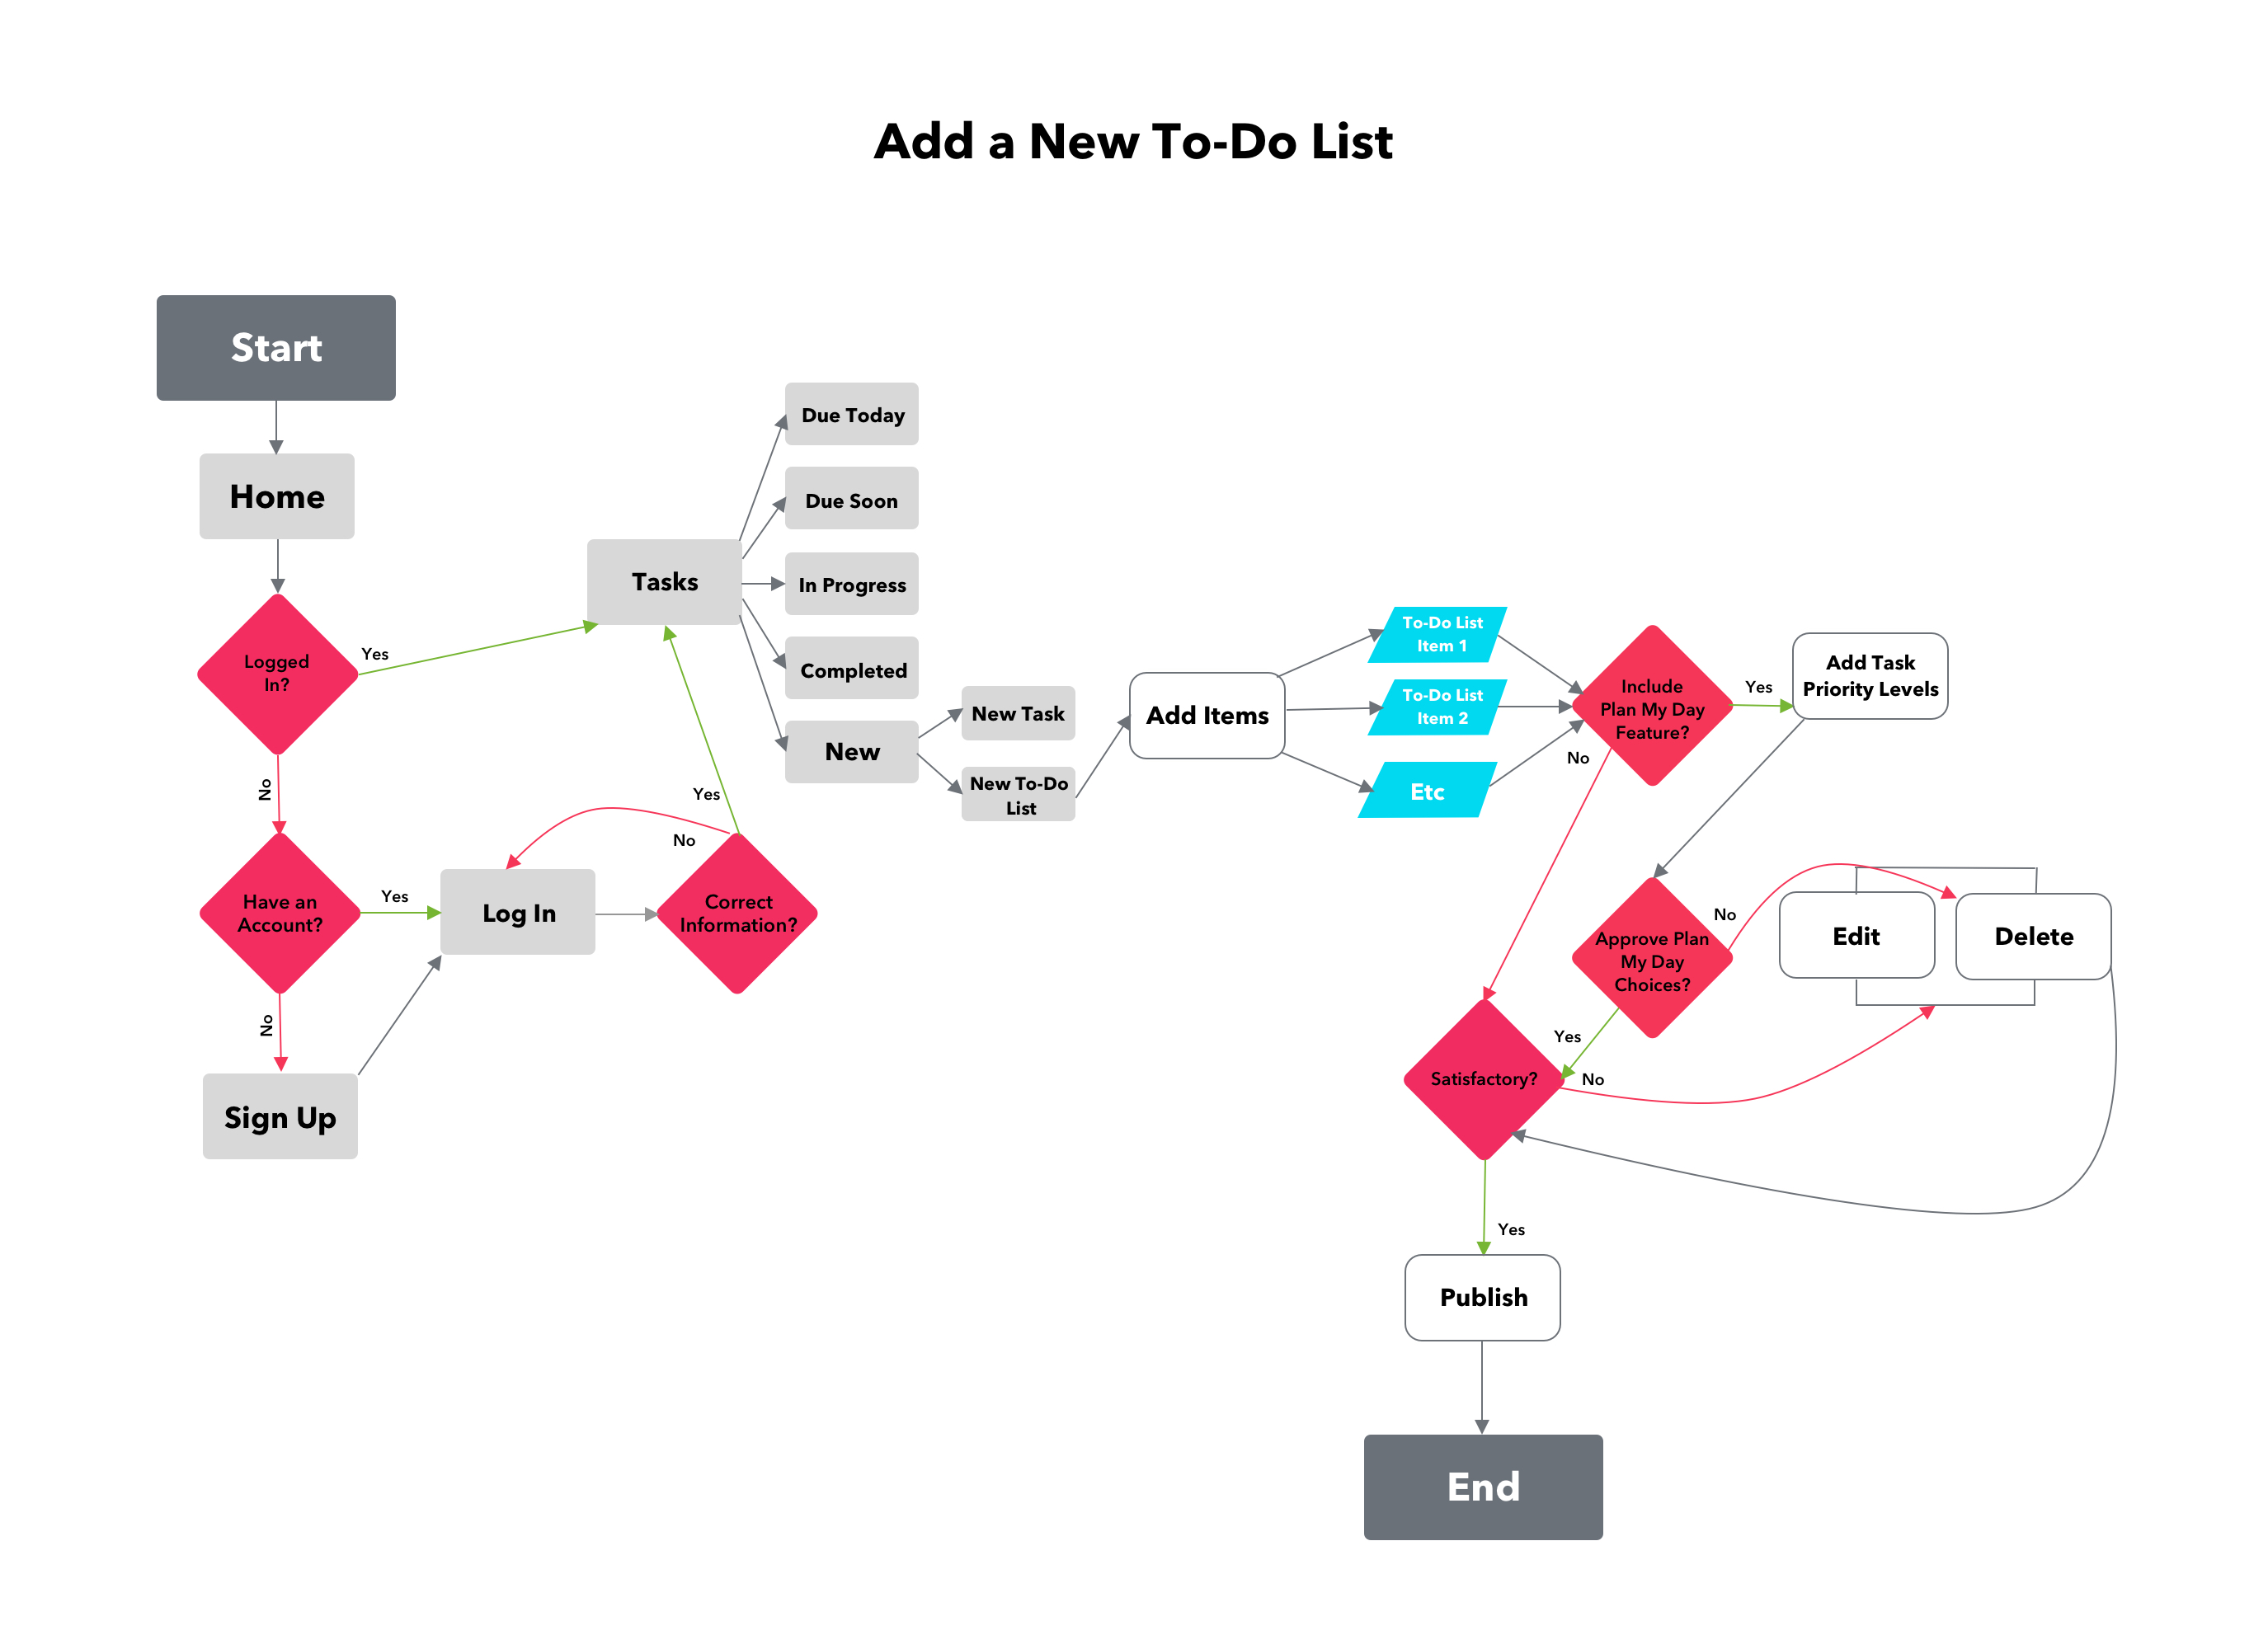 Add a New To-Do List
Start
Home
Logged
In?
Yes
No
Have an
Account?
Yes
No
Sign Up
Log In
Correct
Information?
No
Yes
Tasks
Due Today
Due Soon
In Progress
Completed
New
New Task
New To-Do
List
Add Items
To-Do List
Item 1
To-Do List
Item 2
Etc
Include
Plan My Day
Feature?
Yes
No
Add Task
Priority Levels
Approve Plan
My Day
Choices?
No
Yes
Edit
Delete
Satisfactory?
No
Yes
Publish
End